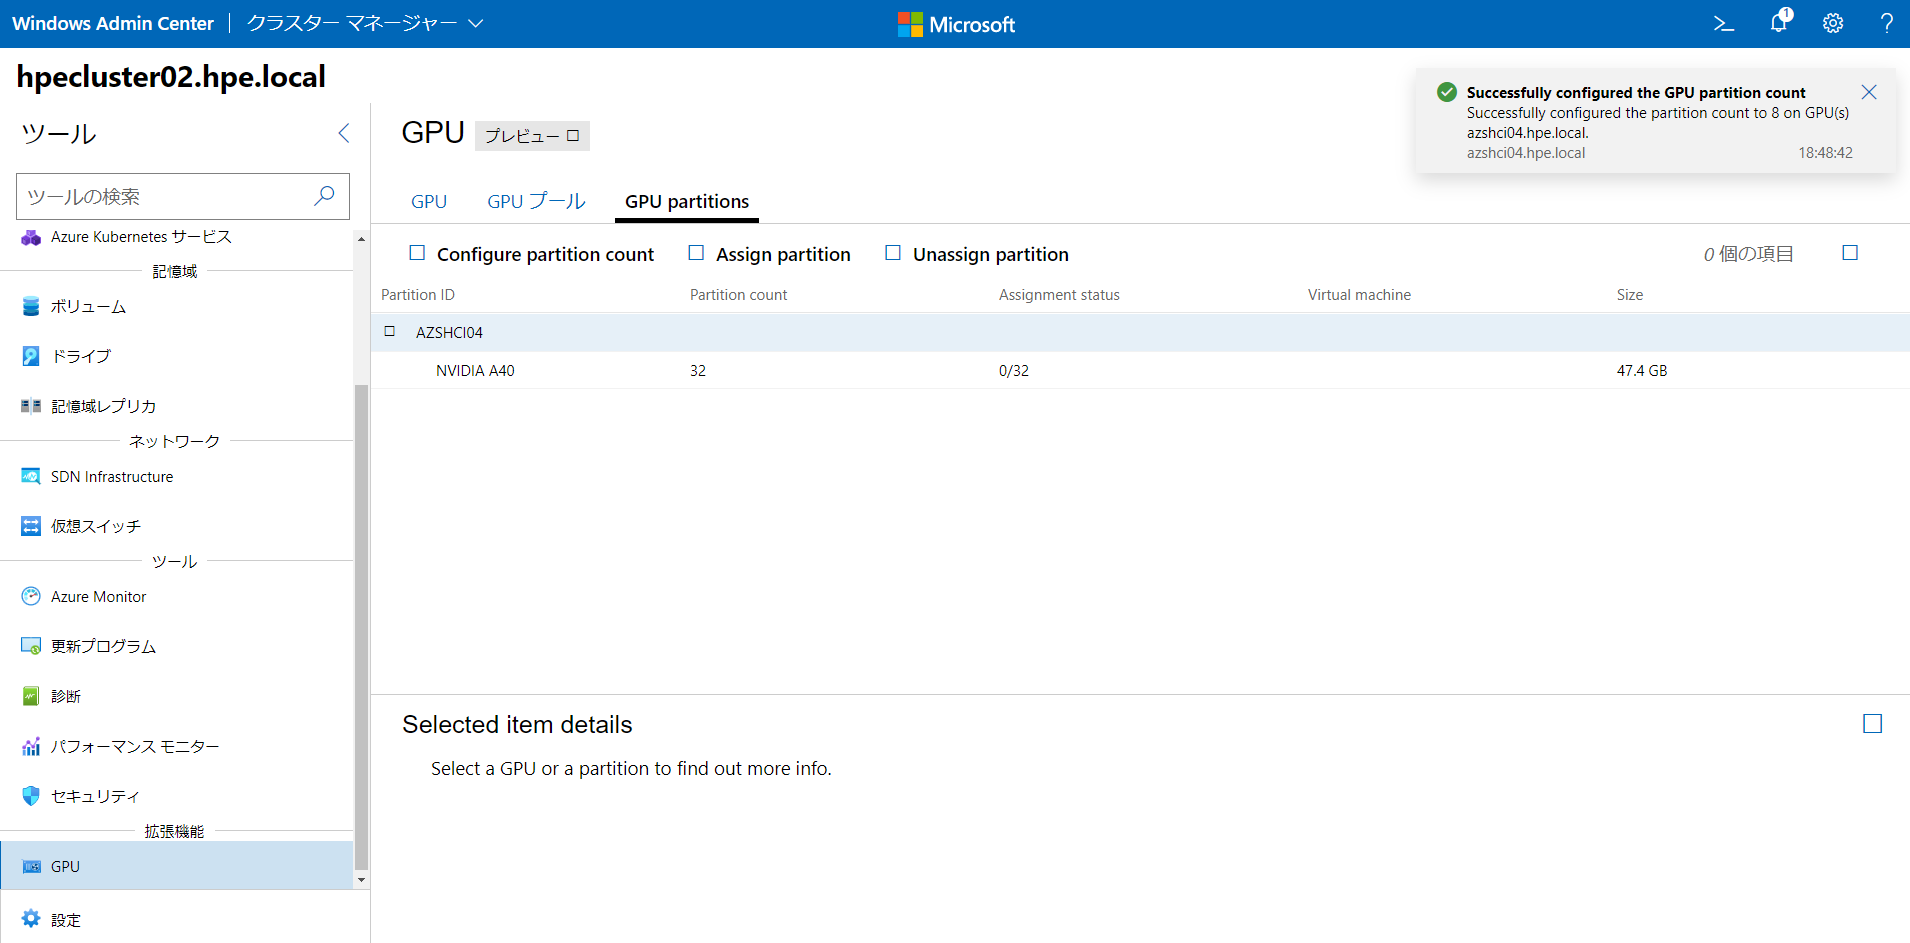 Windows Admin Center
クラスター マネージャー
Microsoft
1
hpecluster02.hpe.local
Successfully configured the GPU partition count
Successfully configured the partition count to 8 on GPU(s)
azshci04.hpe.local.
azshci04.hpe.local
18:48:42
ツール
ツールの検索
Azure Kubernetes サービス
記憶域
ボリューム
ドライブ
記憶域レプリカ
ネットワーク
SDN Infrastructure
仮想スイッチ
ツール
Azure Monitor
更新プログラム
診断
パフォーマンス モニター
セキュリティ
拡張機能
GPU
設定
GPU
プレビュー
GPU
GPU プール
GPU partitions
Configure partition count
Assign partition
Unassign partition
0 個の項目
Partition ID
Partition count
Assignment status
Virtual machine
Size
AZSHCI04
NVIDIA A40
32
0/32
47.4 GB
Selected item details
Select a GPU or a partition to find out more info.